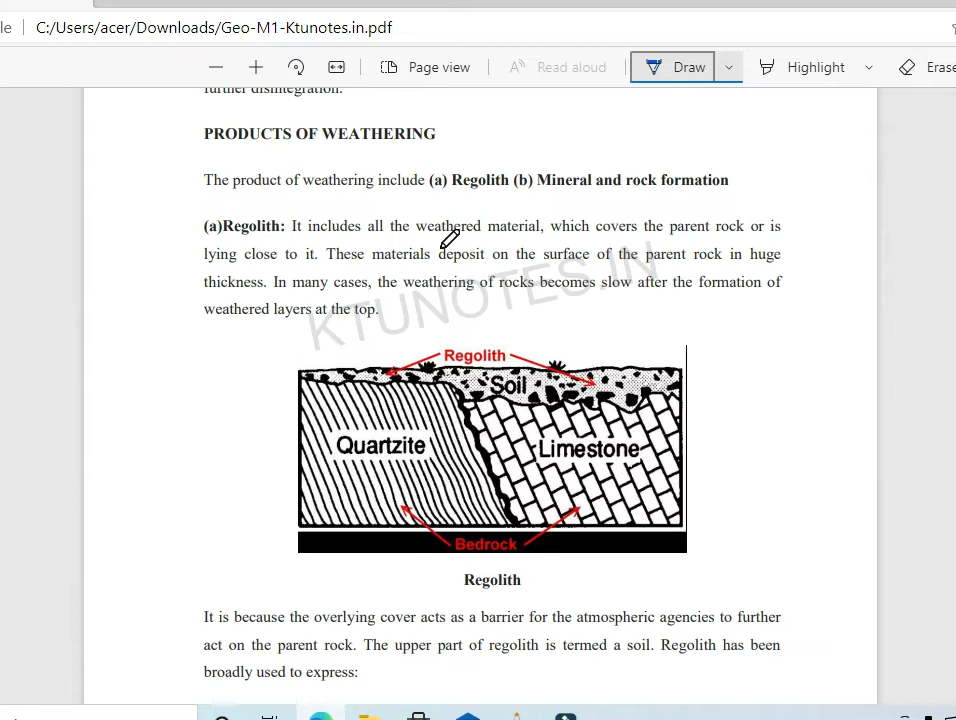 le C:/Users/acer/Downloads/Geo-M1-Ktunotes.in.pdf
Page view Read aloud Draw Highlight Erase
further disintegration.
PRODUCTS OF WEATHERING
The product of weathering include (a) Regolith (b) Mineral and rock formation
(a)Regolith: It includes all the weathered material, which covers the parent rock or is
lying close to it. These materials deposit on the surface of the parent rock in huge
thickness. In many cases, the weathering of rocks becomes slow after the formation of
weathered layers at the top.
KTUNOTES.IN
Regolith
Soil
Quartzite Limestone
Bedrock
Regolith
It is because the overlying cover acts as a barrier for the atmospheric agencies to further
act on the parent rock. The upper part of regolith is termed a soil. Regolith has been
broadly used to express: